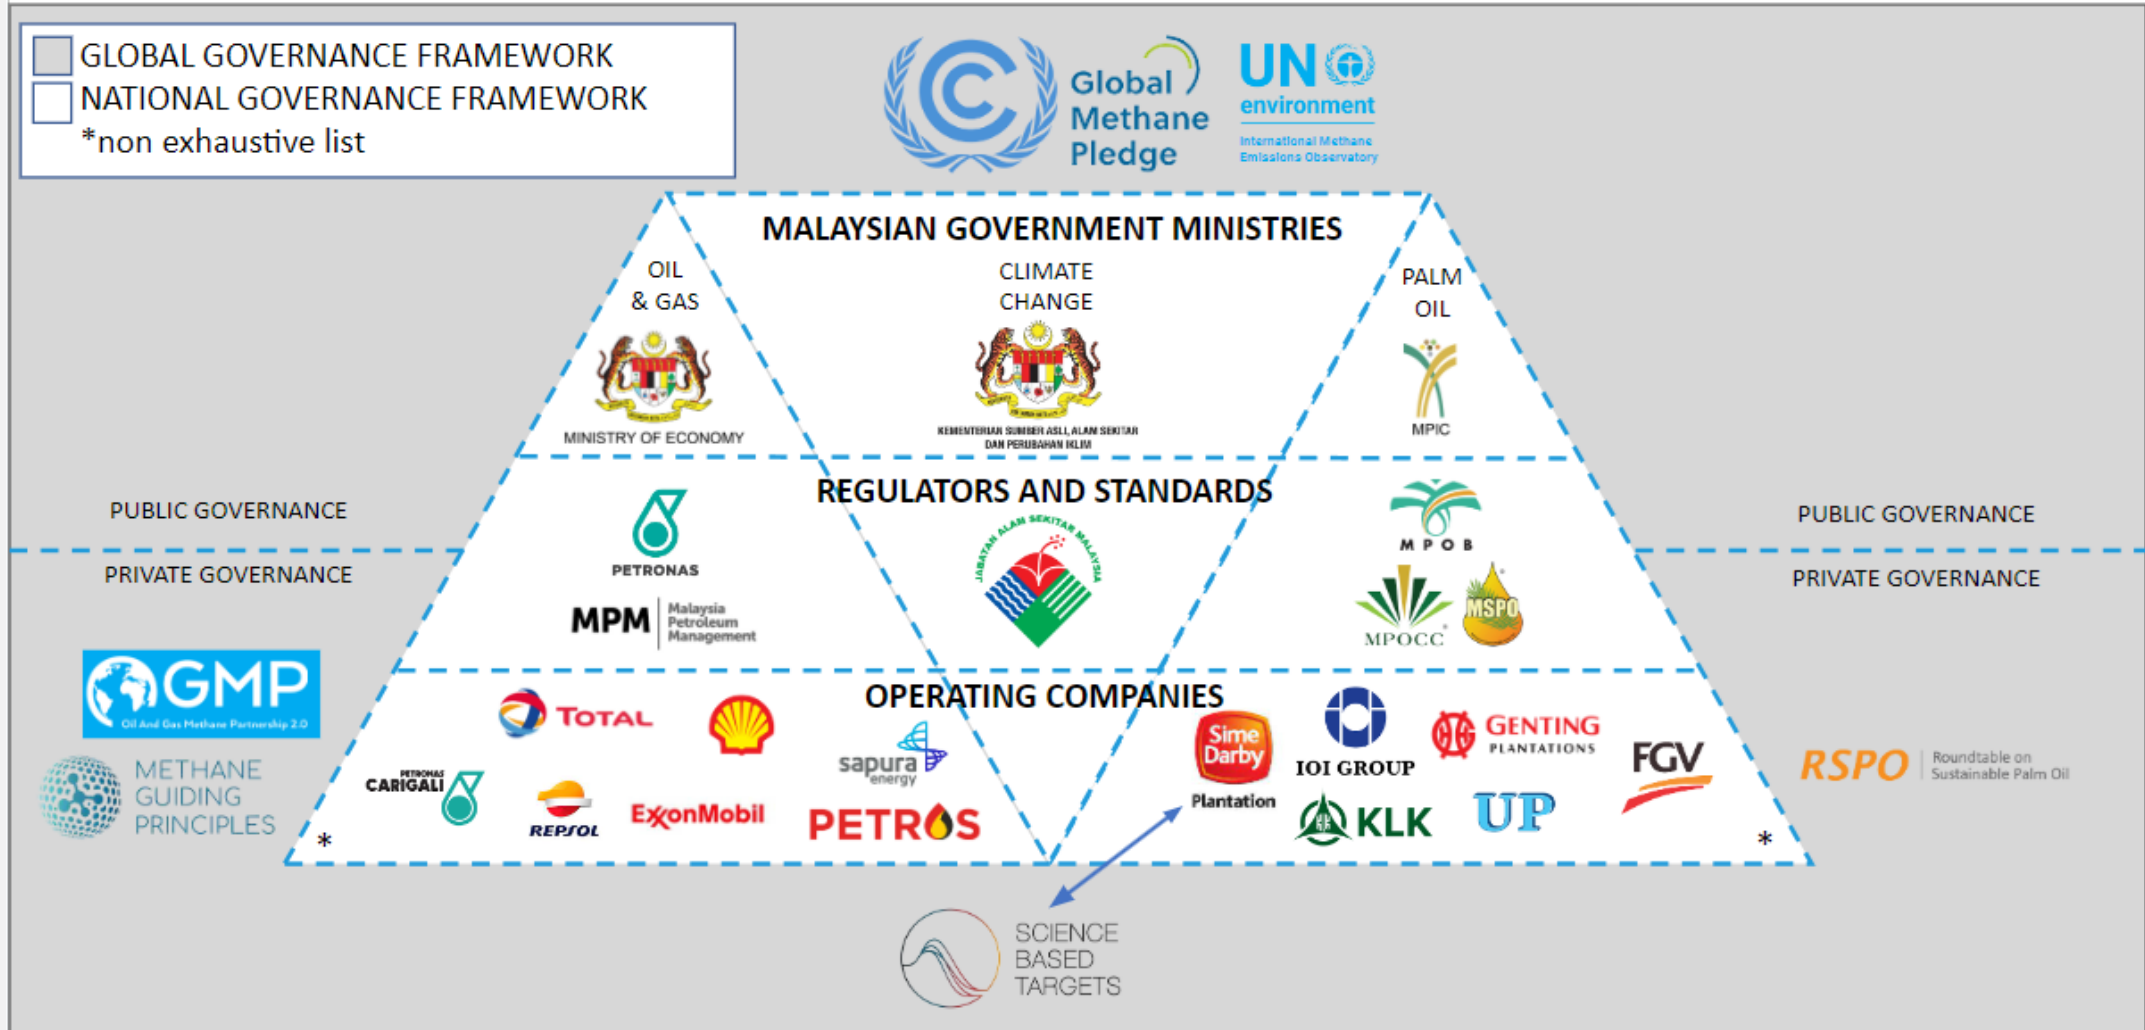 GLOBAL GOVERNANCE FRAMEWORK
NATIONAL GOVERNANCE FRAMEWORK
*non exhaustive list
Global
Methane
Pledge
UN
environment
International Methane
Emissions Observatory
MALAYSIAN GOVERNMENT MINISTRIES
OIL
& GAS
CLIMATE
CHANGE
PALM
OIL
MINISTRY OF ECONOMY
KEMENTERIAN SUMBER ASLI, ALAM SEKITAR
DAN PERUBAHAN IKLIM
MPIC
PUBLIC GOVERNANCE
PRIVATE GOVERNANCE
REGULATORS AND STANDARDS
PETRONAS
MPM
Malaysia
Petroleum
Management
JABATAN ALAM SEKITAR MALAYSIA
MPOB
MPOCC
MSPO
PUBLIC GOVERNANCE
PRIVATE GOVERNANCE
GMP
Oil And Gas Methane Partnership 2.0
METHANE
GUIDING
PRINCIPLES
OPERATING COMPANIES
TOTAL
sapura
energy
PETRONAS
CARIGALI
REPSOL
ExxonMobil
PETROS
*
Sime
Darby
Plantation
IOI GROUP
GENTING
PLANTATIONS
FGV
KLK
UP
*
RSPO
Roundtable on
Sustainable Palm Oil
SCIENCE
BASED
TARGETS